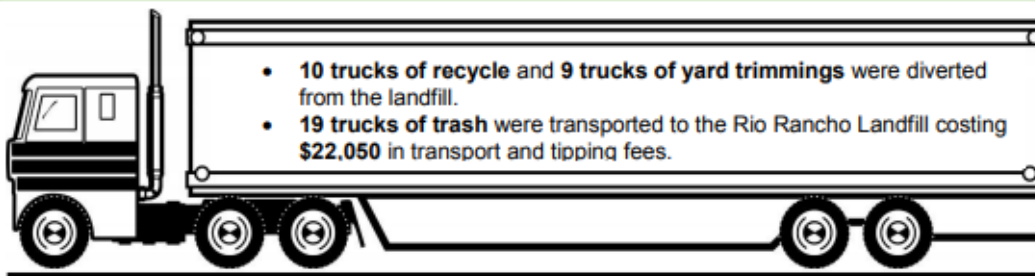 • 10 trucks of recycle and 9 trucks of yard trimmings were diverted
from the landfill.
• 19 trucks of trash were transported to the Rio Rancho Landfill costing
$22,050 in transport and tipping fees.